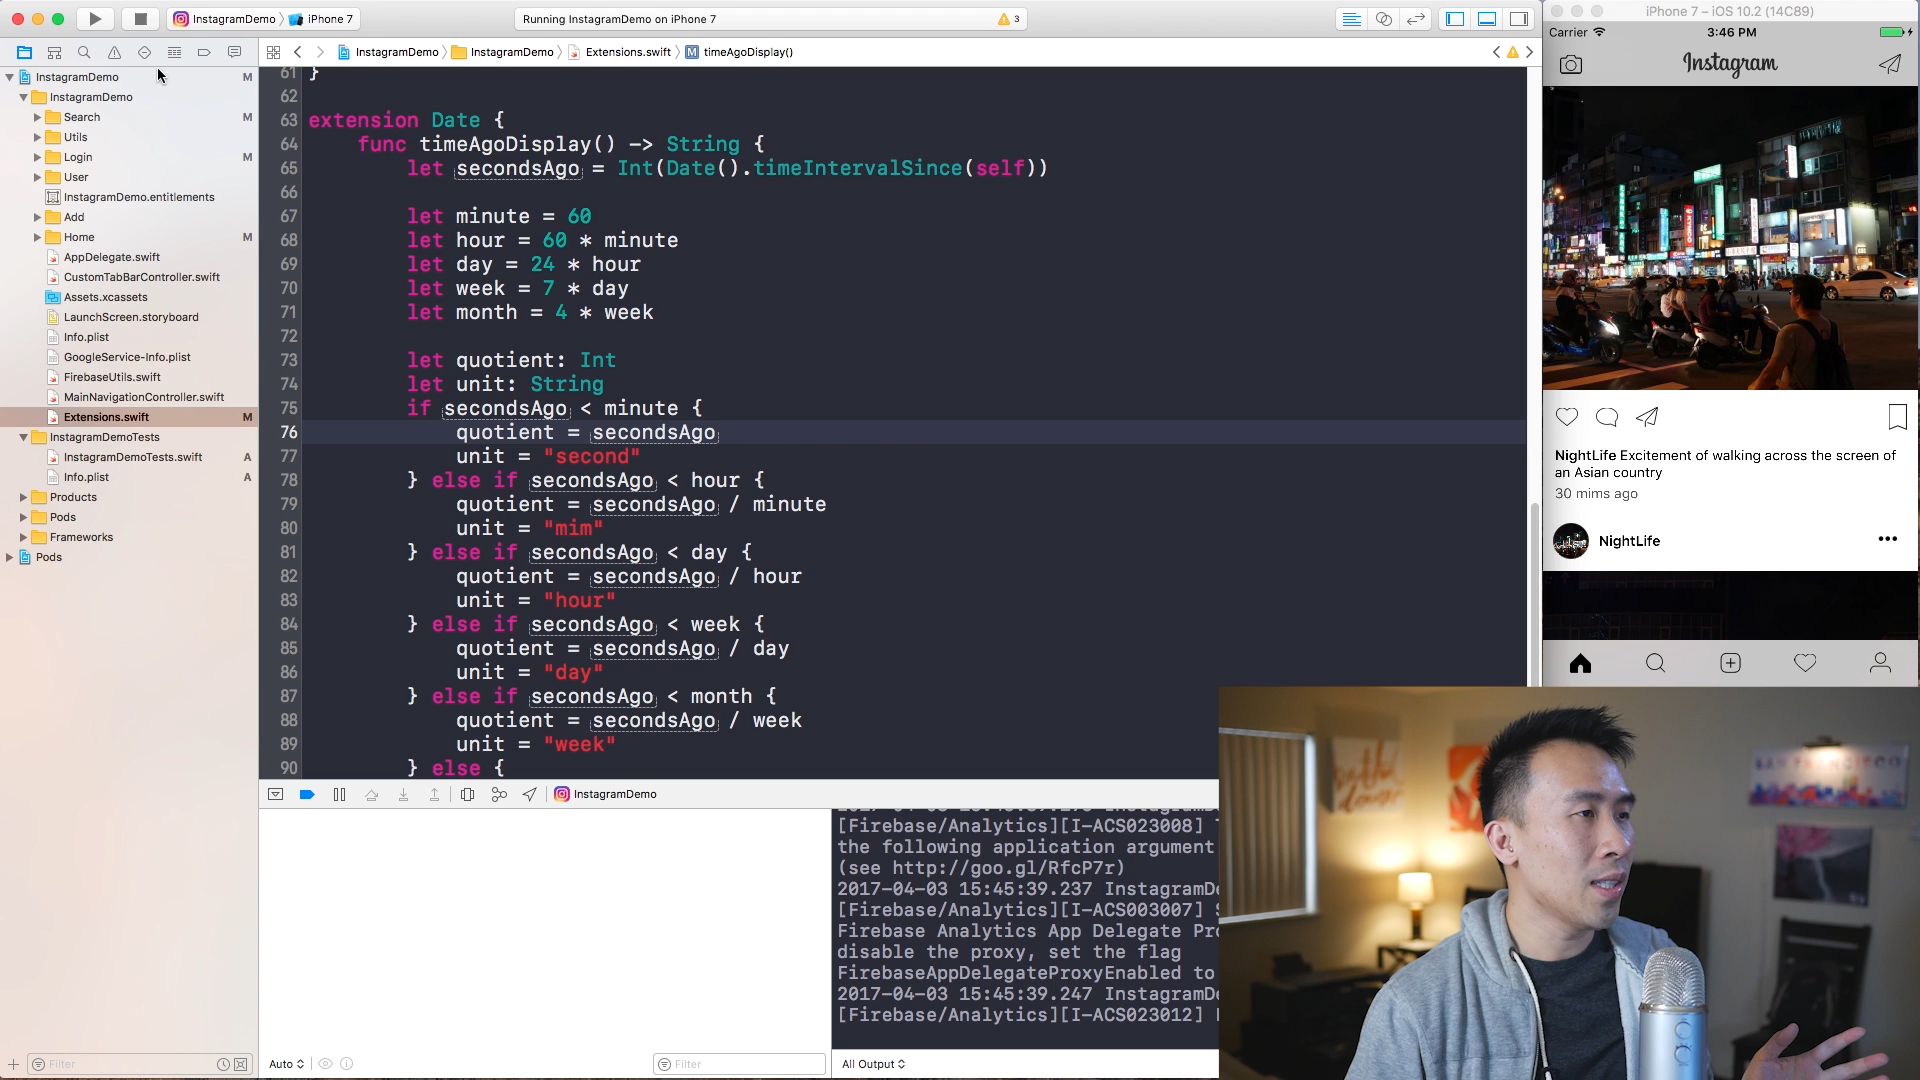 InstagramDemo
iPhone 7
Running InstagramDemo on iPhone 7
3
iPhone 7 – iOS 10.2 (14C89)
InstagramDemo
InstagramDemo
Extensions.swift
timeAgoDisplay()
InstagramDemo M
InstagramDemo
Search M
Utils
Login M
User
InstagramDemo.entitlements
Add
Home M
AppDelegate.swift
CustomTabBarController.swift
Assets.xcassets
LaunchScreen.storyboard
Info.plist
GoogleService-Info.plist
FirebaseUtils.swift
MainNavigationController.swift
Extensions.swift M
InstagramDemoTests
InstagramDemoTests.swift A
Info.plist A
Products
Pods
Frameworks
Pods
Filter
61 }
62
63 extension Date {
64 func timeAgoDisplay() -> String {
65 let secondsAgo = Int(Date().timeIntervalSince(self))
66
67 let minute = 60
68 let hour = 60 * minute
69 let day = 24 * hour
70 let week = 7 * day
71 let month = 4 * week
72
73 let quotient: Int
74 let unit: String
75 if secondsAgo < minute {
76 quotient = secondsAgo
77 unit = "second"
78 } else if secondsAgo < hour {
79 quotient = secondsAgo / minute
80 unit = "mim"
81 } else if secondsAgo < day {
82 quotient = secondsAgo / hour
83 unit = "hour"
84 } else if secondsAgo < week {
85 quotient = secondsAgo / day
86 unit = "day"
87 } else if secondsAgo < month {
88 quotient = secondsAgo / week
89 unit = "week"
90 } else {
InstagramDemo
[Firebase/Analytics][I-ACS023008]
the following application argument
(see http://goo.gl/RfcP7r)
2017-04-03 15:45:39.237 InstagramDe
[Firebase/Analytics][I-ACS003007] S
Firebase Analytics App Delegate Pro
disable the proxy, set the flag
FirebaseAppDelegateProxyEnabled to
2017-04-03 15:45:39.247 InstagramDe
[Firebase/Analytics][I-ACS023012]
Auto
Filter
All Output
Carrier
3:46 PM
Instagram
NightLife Excitement of walking across the screen of
an Asian country
30 mims ago
NightLife
SAN FRANCISCO